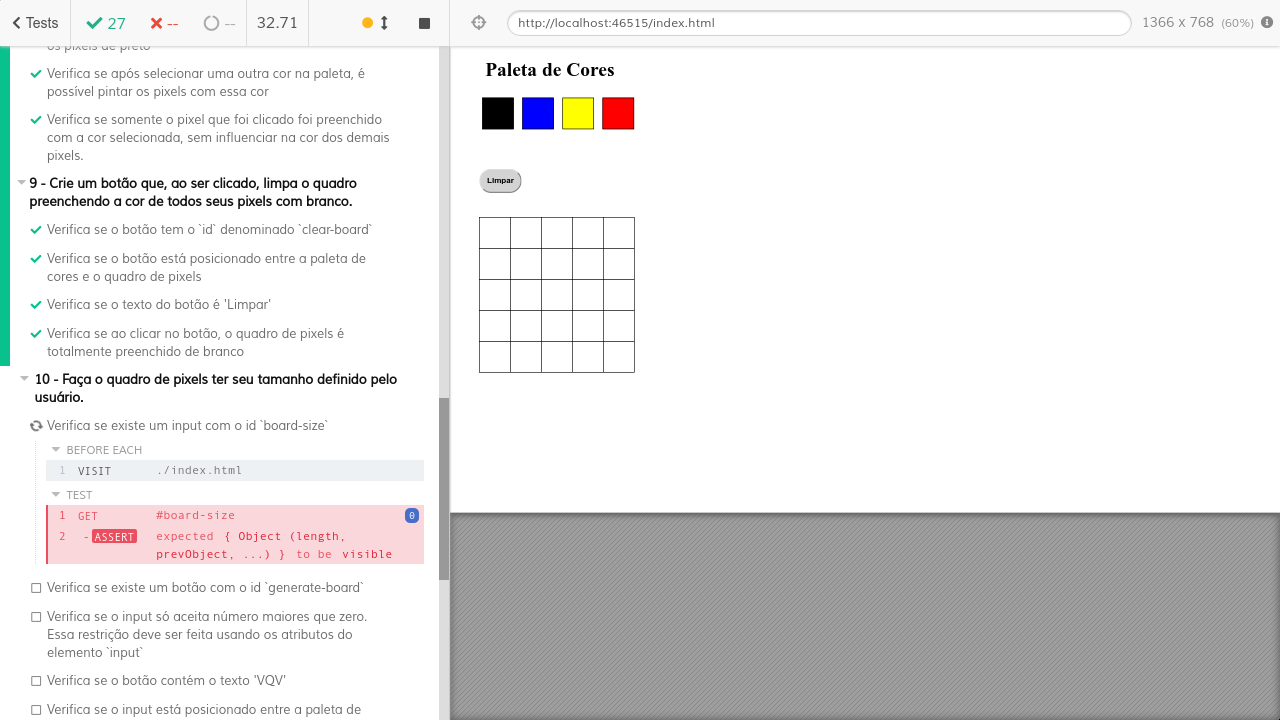 Tests
27
--
--
32.71
http://localhost:46515/index.html
1366 x 768 (60%)
os pixels de preto
Verifica se após selecionar uma outra cor na paleta, é
possível pintar os pixels com essa cor
Verifica se somente o pixel que foi clicado foi preenchido
com a cor selecionada, sem influenciar na cor dos demais
pixels.
9 - Crie um botão que, ao ser clicado, limpa o quadro
preenchendo a cor de todos seus pixels com branco.
Verifica se o botão tem o `id` denominado `clear-board`
Verifica se o botão está posicionado entre a paleta de
cores e o quadro de pixels
Verifica se o texto do botão é 'Limpar'
Verifica se ao clicar no botão, o quadro de pixels é
totalmente preenchido de branco
10 - Faça o quadro de pixels ter seu tamanho definido pelo
usuário.
Verifica se existe um input com o id `board-size`
BEFORE EACH
1 VISIT ./index.html
TEST
1 GET #board-size 0
2 - ASSERT expected { Object (length,
prevObject, ...) } to be visible
Verifica se existe um botão com o id `generate-board`
Verifica se o input só aceita número maiores que zero.
Essa restrição deve ser feita usando os atributos do
elemento `input`
Verifica se o botão contém o texto 'VQV'
Verifica se o input está posicionado entre a paleta de
Paleta de Cores
Limpar